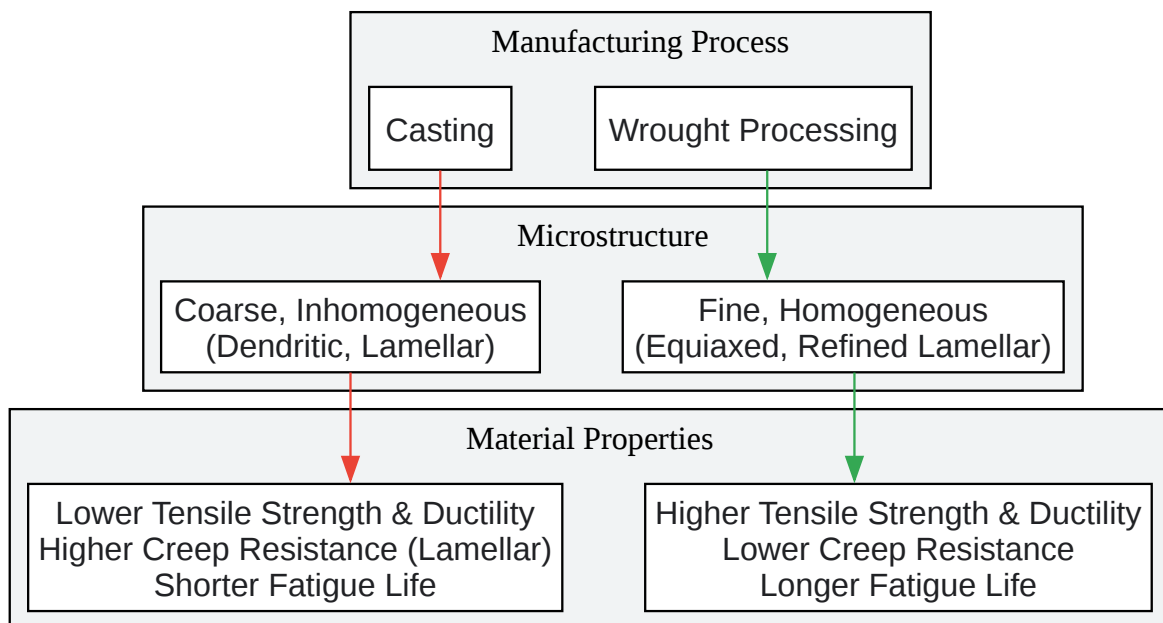 Manufacturing Process
Casting
Wrought Processing
Microstructure
Coarse, Inhomogeneous
(Dendritic, Lamellar)
Fine, Homogeneous
(Equiaxed, Refined Lamellar)
Material Properties
Lower Tensile Strength & Ductility
Higher Creep Resistance (Lamellar)
Shorter Fatigue Life
Higher Tensile Strength & Ductility
Lower Creep Resistance
Longer Fatigue Life